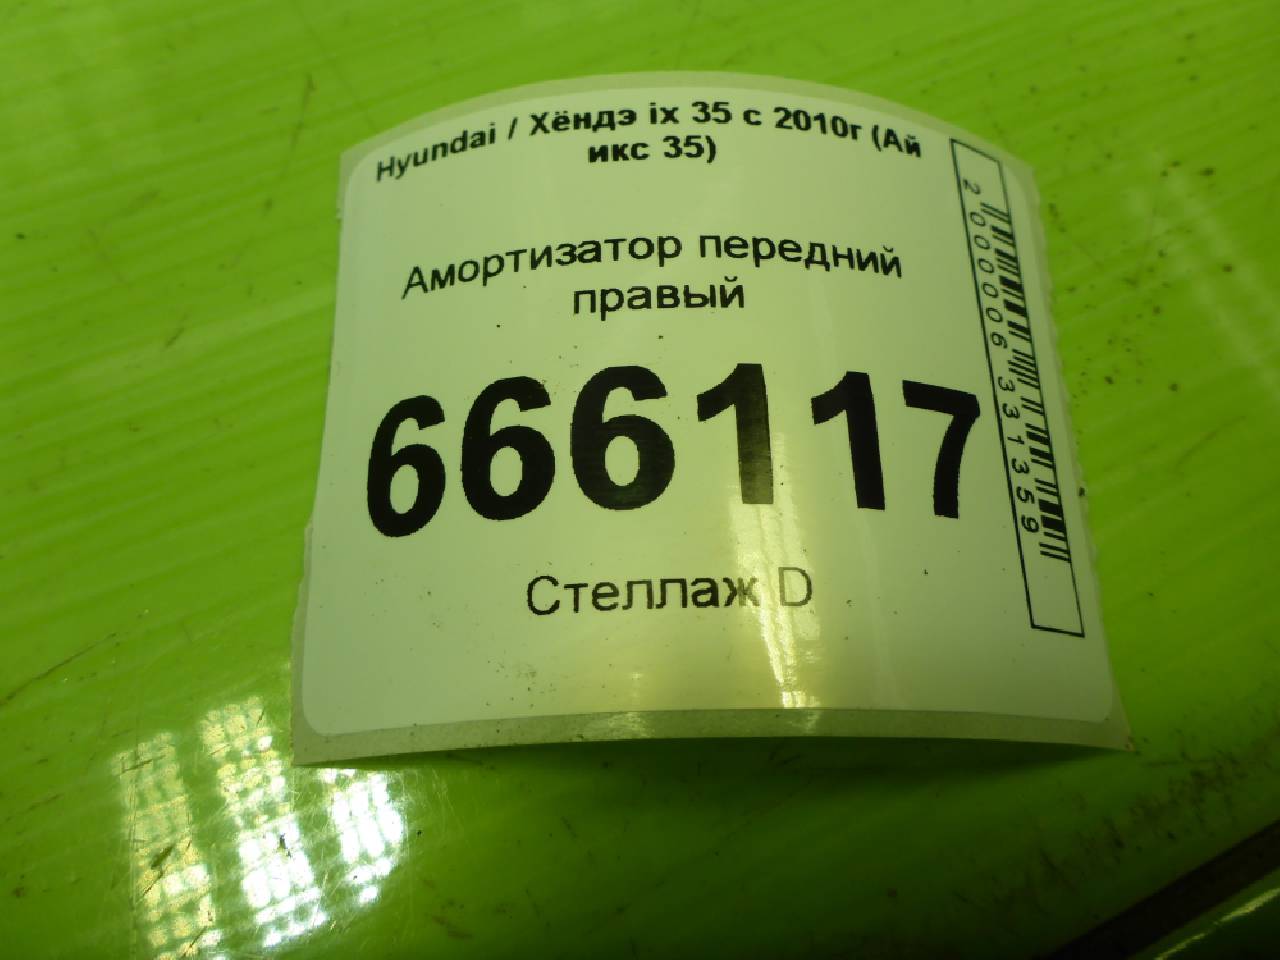 Hyundai / Хёндэ ix 35 с 2010г (Ай
икс 35)
Амортизатор передний
правый
666117
Стеллаж D
2000006331359